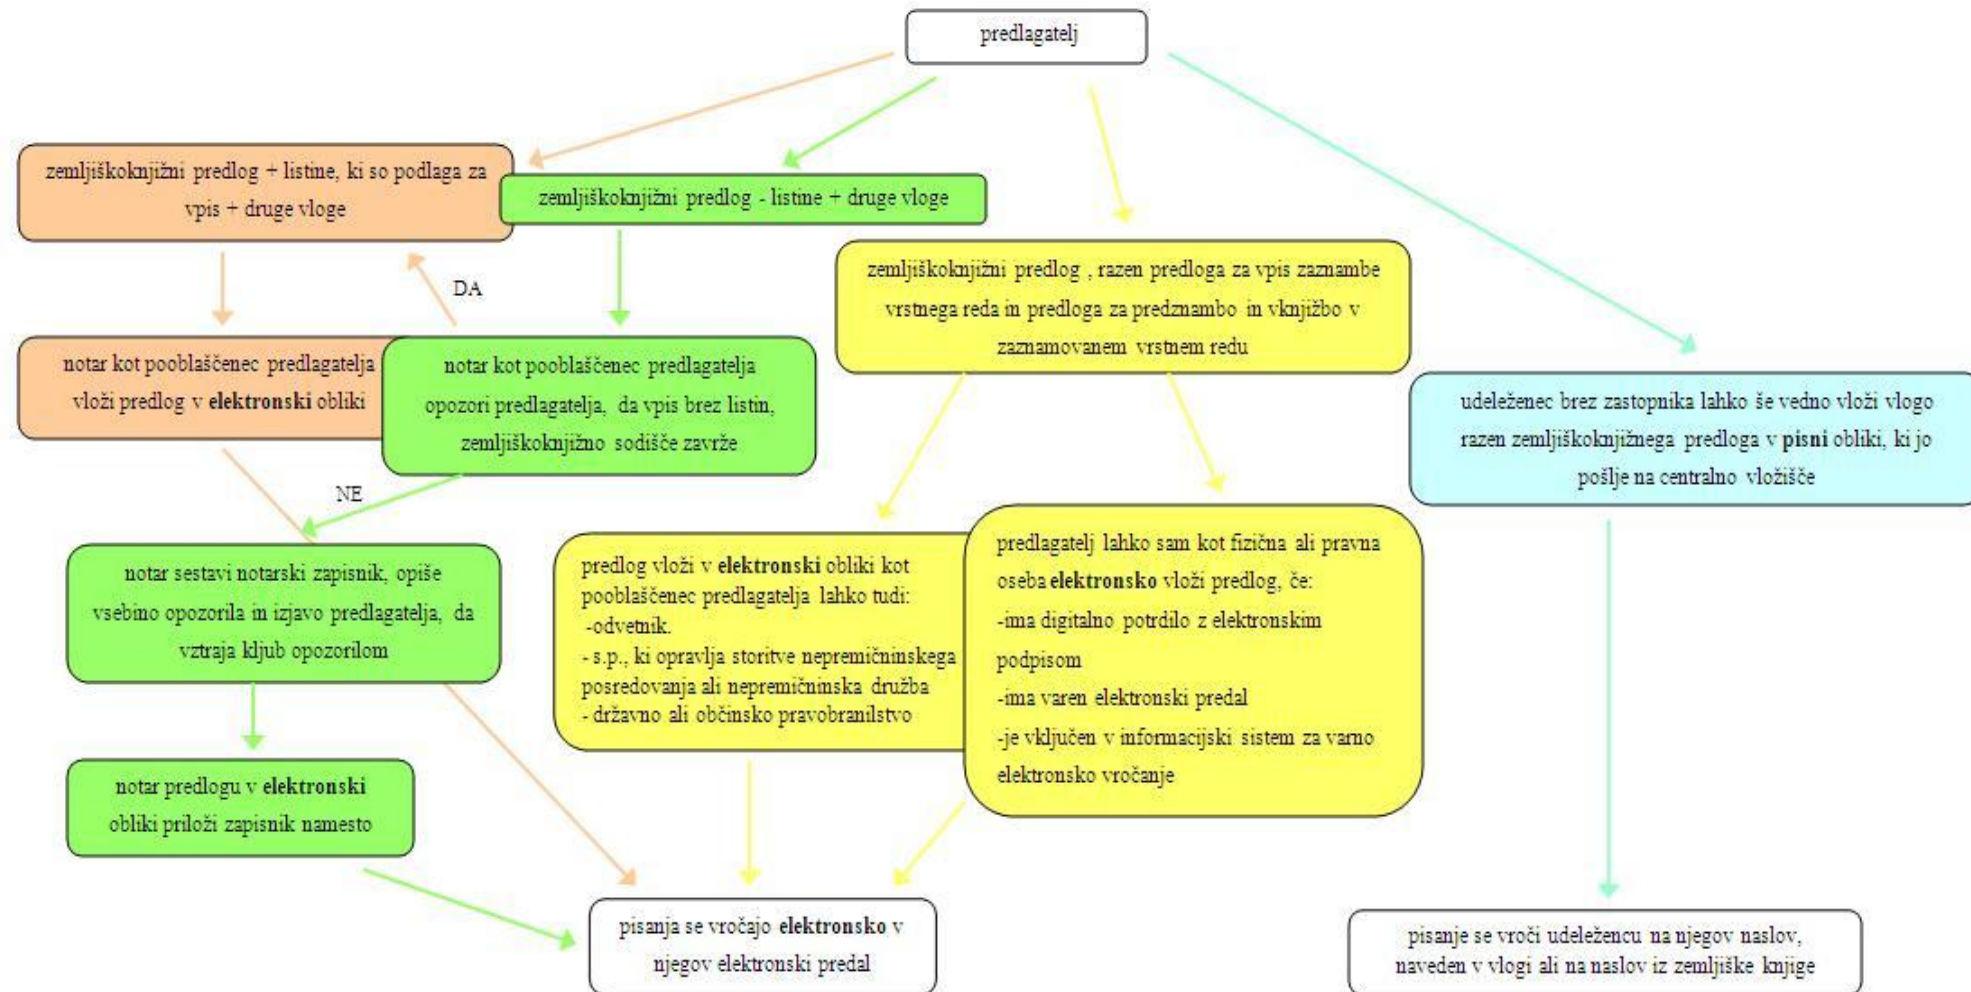 predlagatelj
zemljiškoknjižni predlog + listine, ki so podlaga za
vpis + druge vloge
zemljiškoknjižni predlog - listine + druge vloge
zemljiškoknjižni predlog , razen predloga za vpis zaznambe
vrstnega reda in predloga za predznambo in vknjižbo v
zaznamovanem vrstnem redu
DA
notar kot pooblaščenec predlagatelja
vloži predlog v elektronski obliki
notar kot pooblaščenec predlagatelja
opozori predlagatelja, da vpis brez listin,
zemljiškoknjižno sodišče zavrže
udeleženec brez zastopnika lahko še vedno vloži vlogo
razen zemljiškoknjižnega predloga v pisni obliki, ki jo
pošlje na centralno vložišče
NE
notar sestavi notarski zapisnik, opiše
vsebino opozorila in izjavo predlagatelja, da
vztraja kljub opozorilom
predlog vloži v elektronski obliki kot
pooblaščenec predlagatelja lahko tudi:
-odvetnik.
- s.p., ki opravlja storitve nepremičninskega
posredovanja ali nepremičninska družba
- državno ali občinsko pravobranilstvo
predlagatelj lahko sam kot fizična ali pravna
oseba elektronsko vloži predlog, če:
-ima digitalno potrdilo z elektronskim
podpisom
-ima varen elektronski predal
-je vključen v informacijski sistem za varno
elektronsko vročanje
notar predlogu v elektronski
obliki priloži zapisnik namesto
pisanja se vročajo elektronsko v
njegov elektronski predal
pisanje se vroči udeležencu na njegov naslov,
naveden v vlogi ali na naslov iz zemljiške knjige